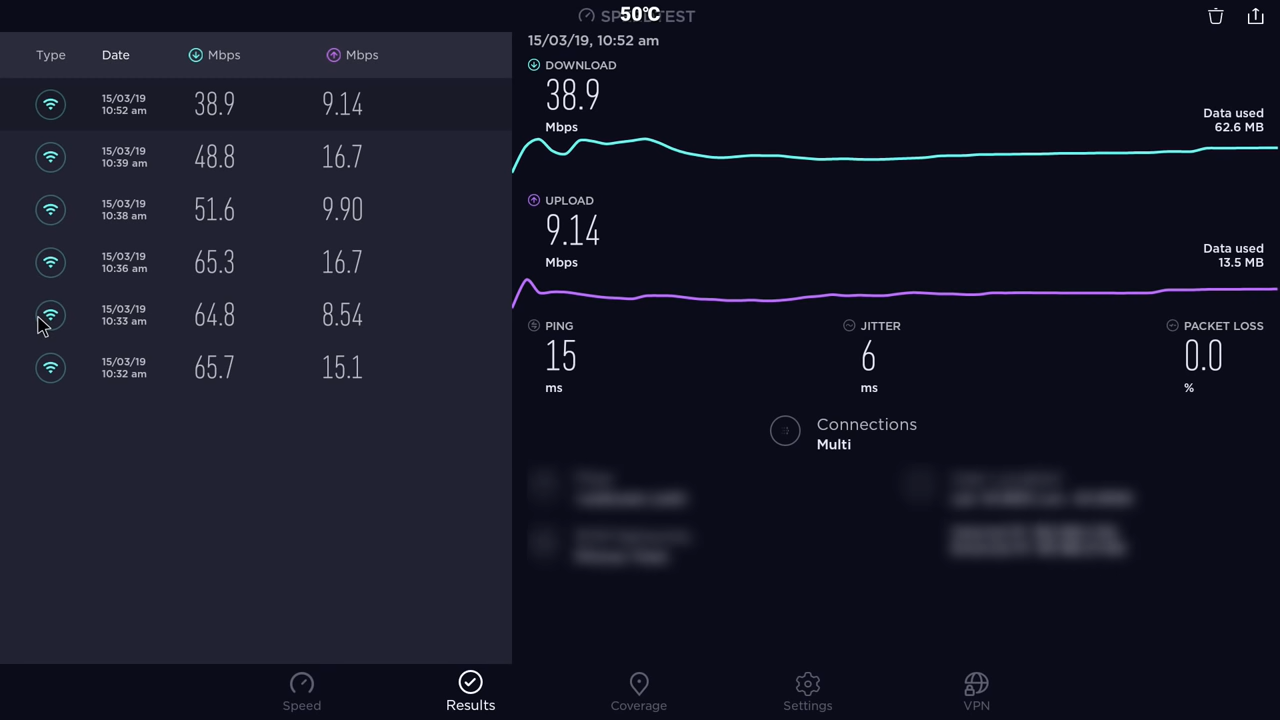 50°C
SPEEDTEST
Type Date Mbps Mbps
15/03/19
10:52 am
38.9 9.14
15/03/19
10:39 am
48.8 16.7
15/03/19
10:38 am
51.6 9.90
15/03/19
10:36 am
65.3 16.7
15/03/19
10:33 am
64.8 8.54
15/03/19
10:32 am
65.7 15.1
15/03/19, 10:52 am
DOWNLOAD
38.9
Mbps
Data used
62.6 MB
UPLOAD
9.14
Mbps
Data used
13.5 MB
PING JITTER PACKET LOSS
15 6 0.0
ms ms %
Connections
Multi
Speed Results Coverage Settings VPN